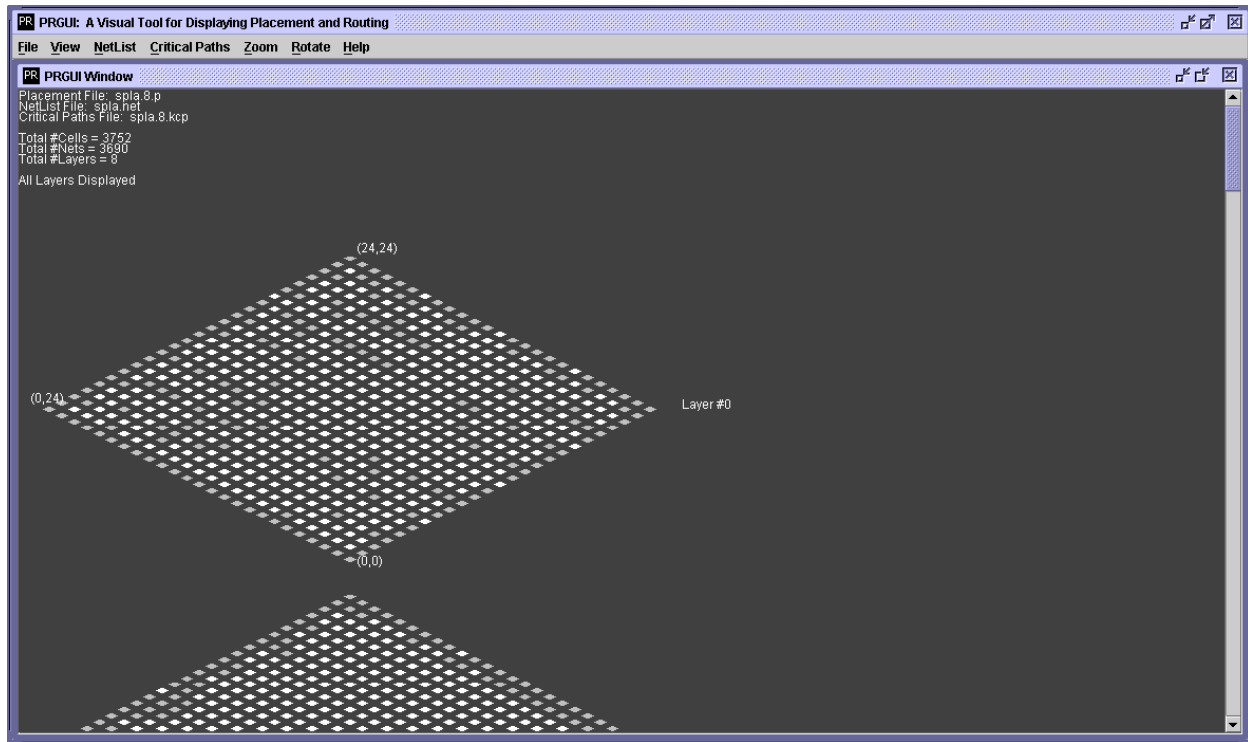 PR PRGUI: A Visual Tool for Displaying Placement and Routing
File View NetList Critical Paths Zoom Rotate Help
PR PRGUI Window
Placement File: spla.8.p
NetList File: spla.net
Critical Paths File: spla.8.kcp
Total #Cells = 3752
Total #Nets = 3690
Total #Layers = 8
All Layers Displayed
(24,24)
(0,24)
Layer #0
(0,0)